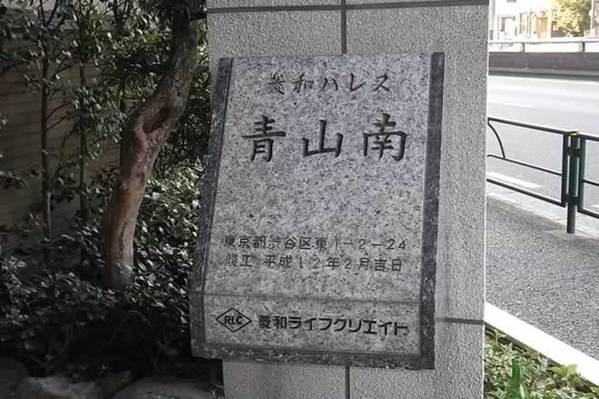 菱和パレス
青山南
東京都渋谷区東1-2-24
竣工 平成12年2月吉日
RLC 菱和ライフクリエイト